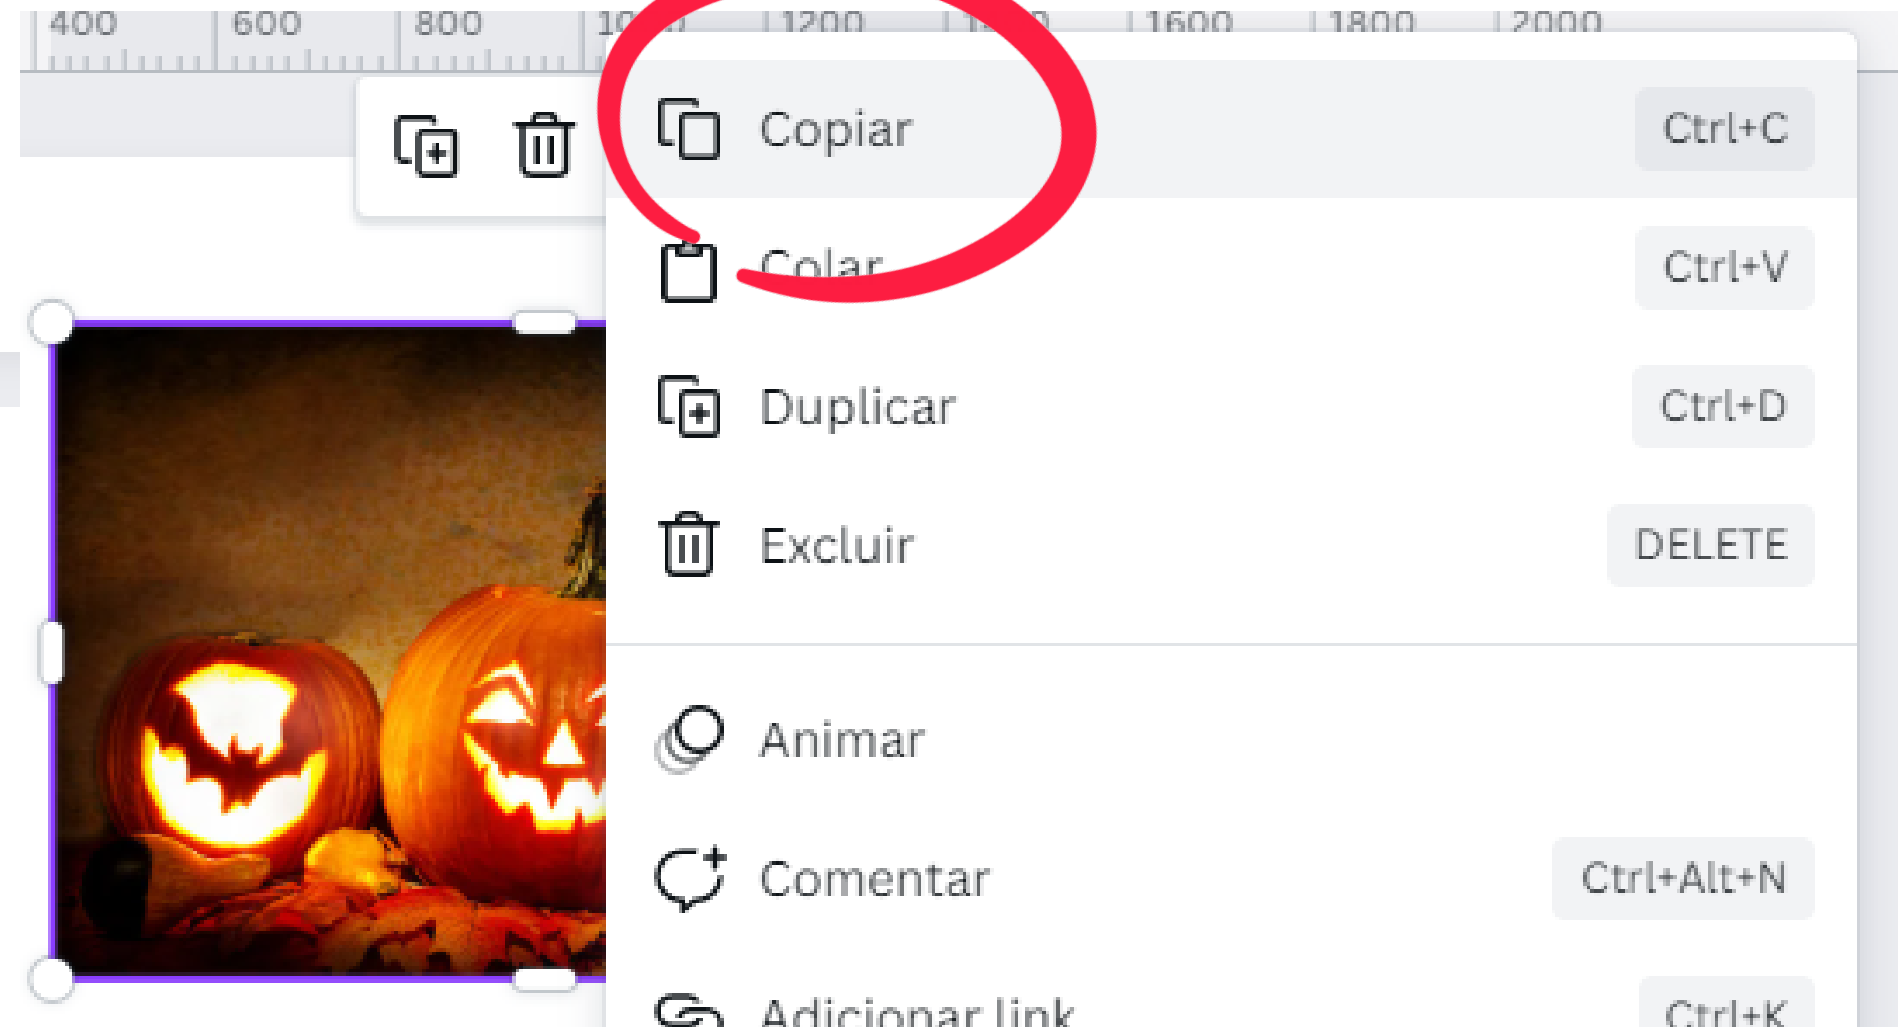 400 600 800 1200 1600 1800 2000
Copiar Ctrl+C
Colar Ctrl+V
Duplicar Ctrl+D
Excluir DELETE
Animar
Comentar Ctrl+Alt+N
Adicionar link Ctrl+K